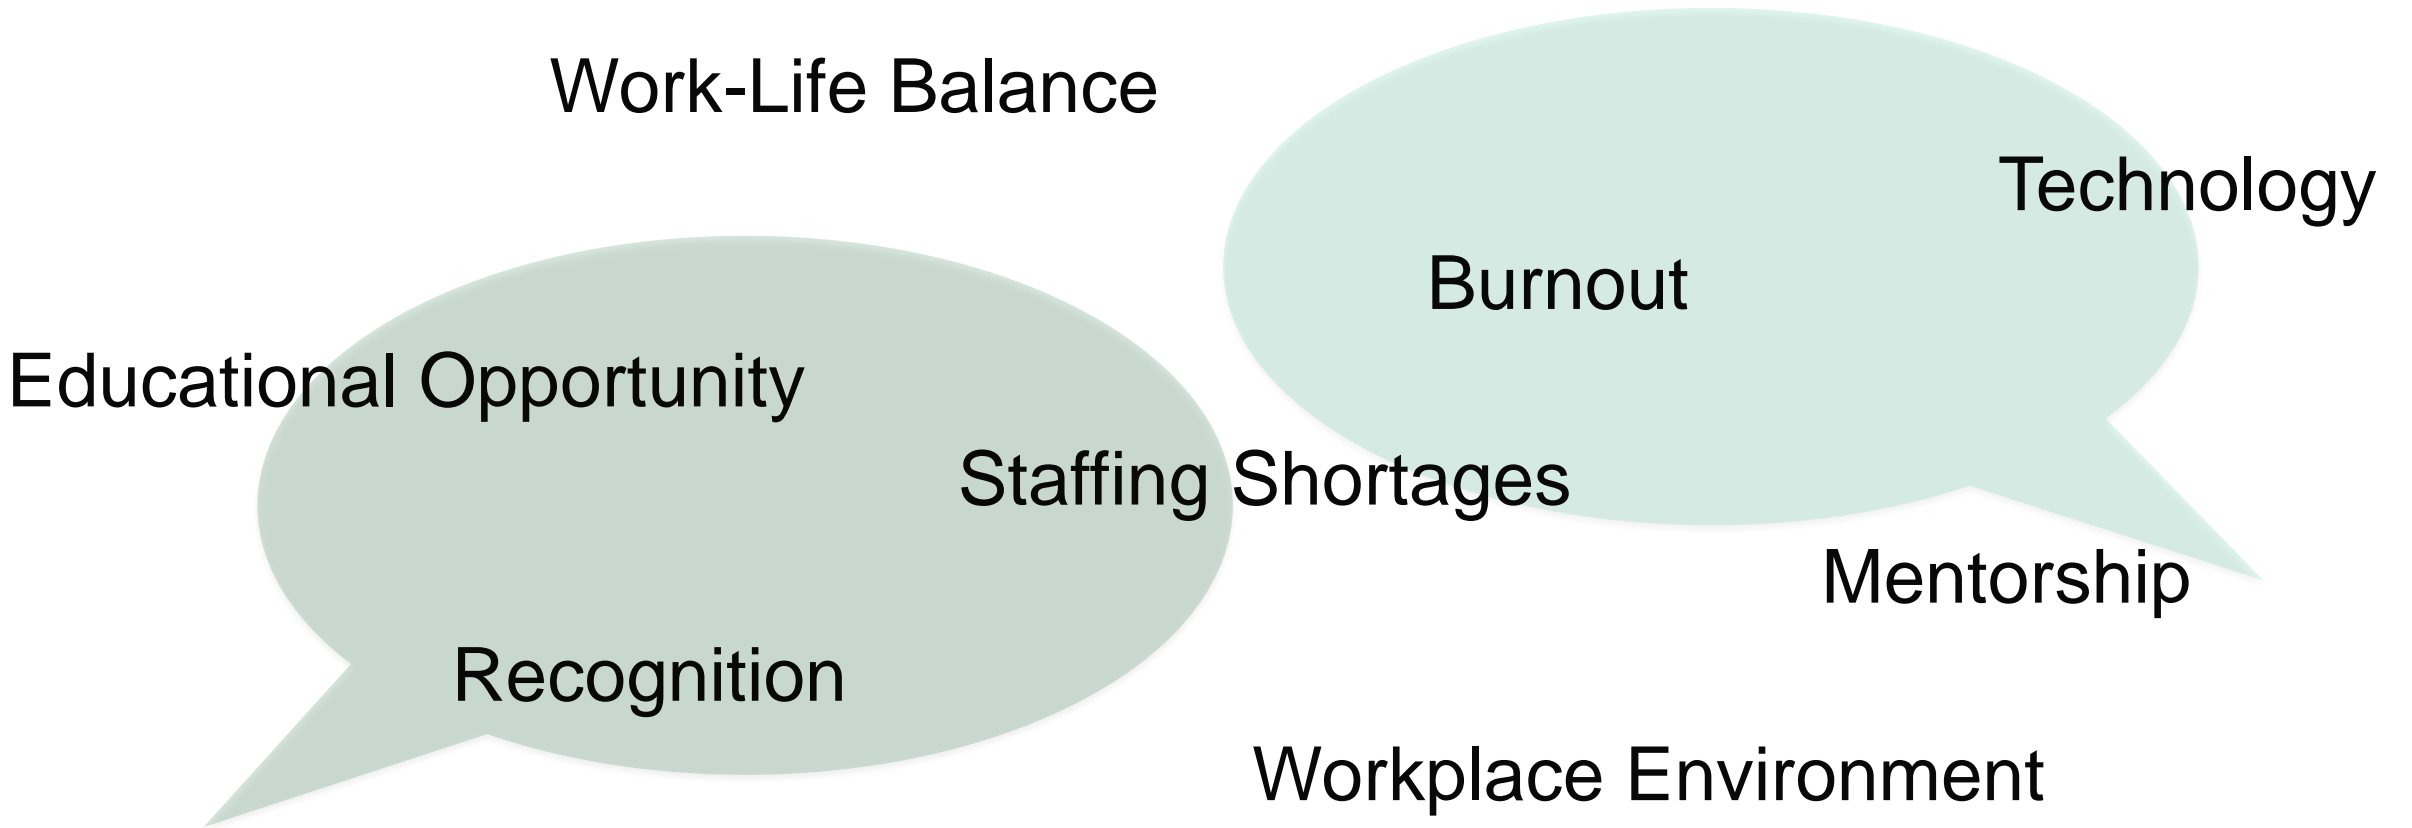 Work-Life Balance
Technology
Burnout
Educational Opportunity
Staffing Shortages
Mentorship
Recognition
Workplace Environment